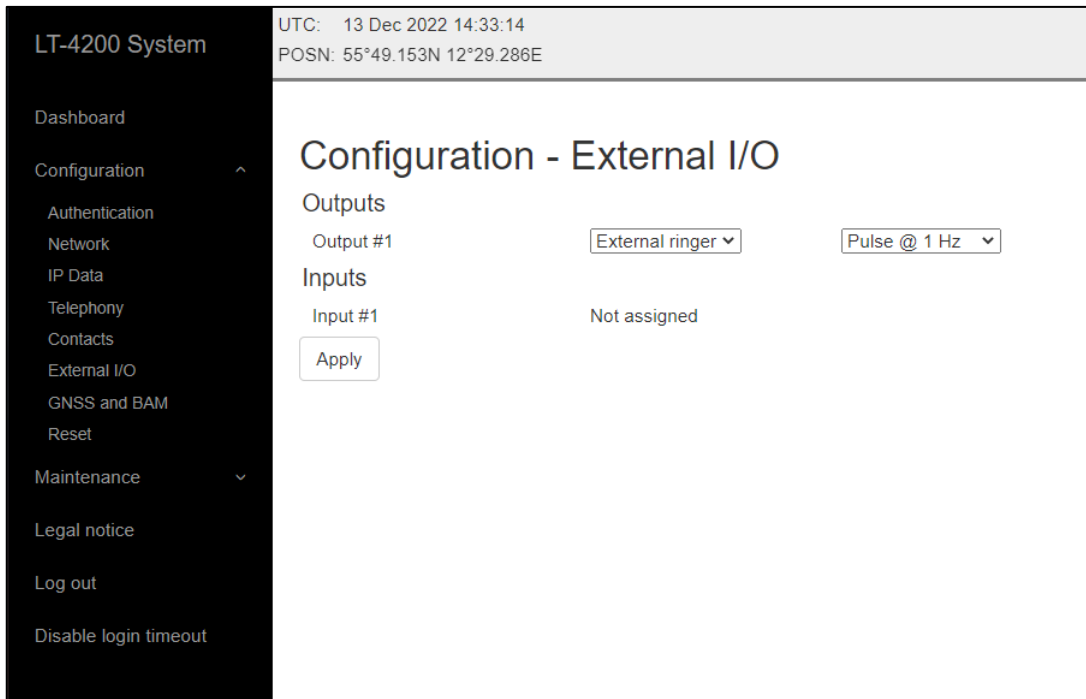 LT-4200 System
UTC: 13 Dec 2022 14:33:14
POSN: 55°49.153N 12°29.286E
Dashboard
Configuration
Authentication
Network
IP Data
Telephony
Contacts
External I/O
GNSS and BAM
Reset
Maintenance
Legal notice
Log out
Disable login timeout
Configuration - External I/O
Outputs
Output #1 External ringer Pulse @ 1 Hz
Inputs
Input #1 Not assigned
Apply